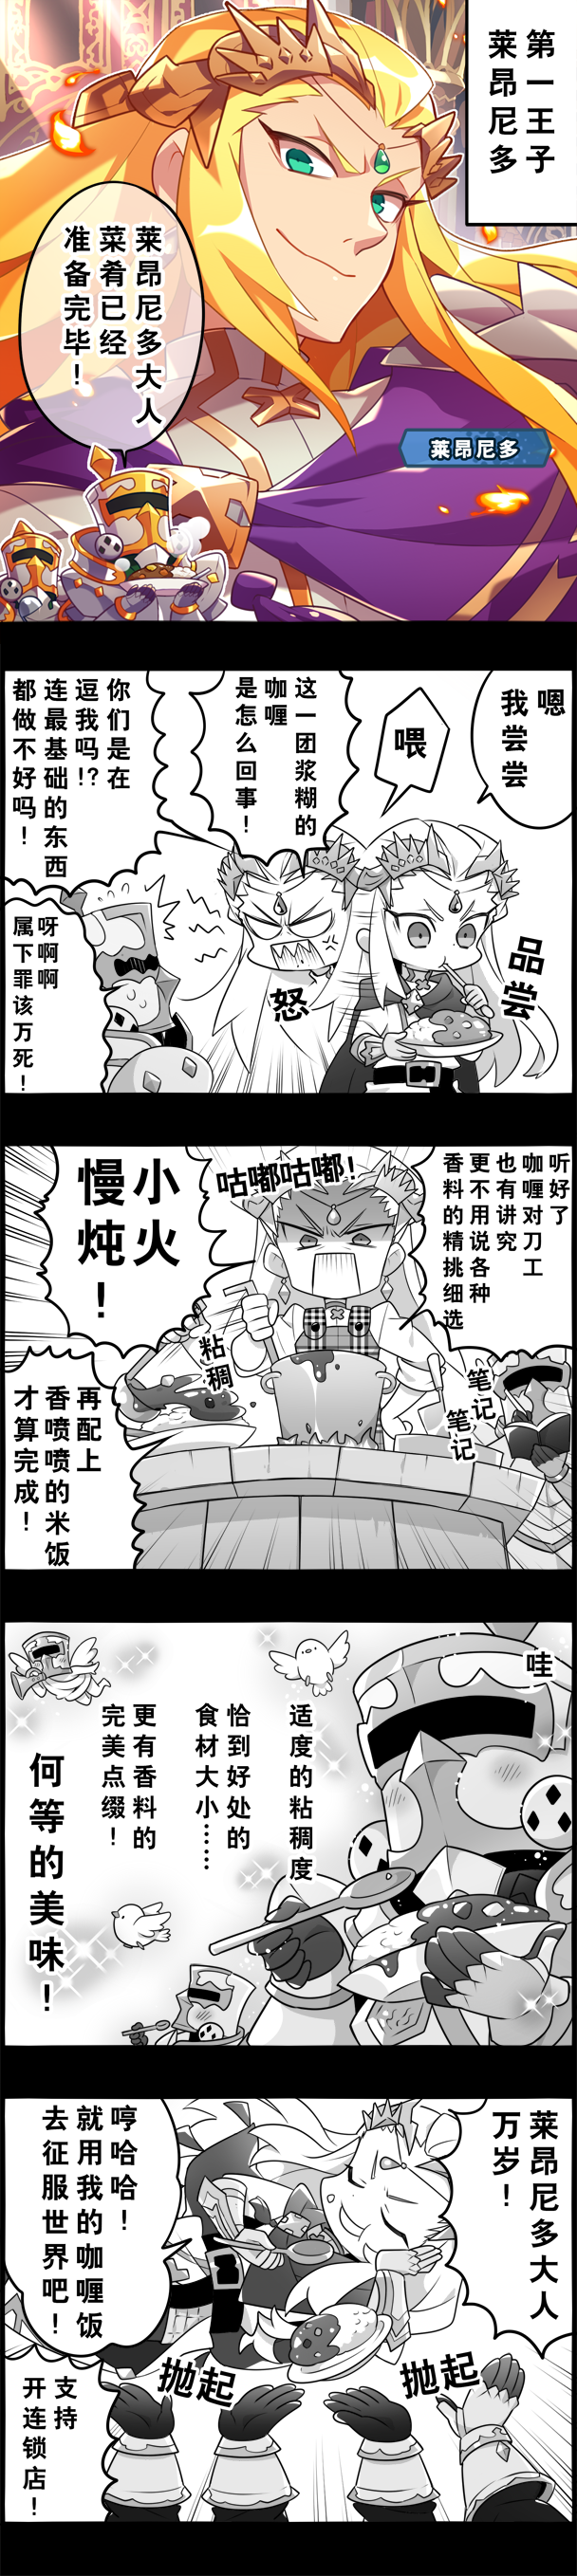 第一王子
莱昂尼多
莱昂尼多大人
菜肴已经
准备完毕！
莱昂尼多
嗯
我尝尝
喂
这一团浆糊的
咖喱
是怎么回事！
你们是在
逗我吗！？
连最基础的东西
都做不好吗！
品尝
怒
呀啊啊
属下罪该万死！
听好了
咖喱对刀工
也有讲究
更不用说各种
香料的精挑细选
咕嘟咕嘟！
小火
慢炖！
粘稠
笔记
笔记
再配上
香喷喷的米饭
才算完成！
哇
适度的粘稠度
恰到好处的
食材大小……
更有香料的
完美点缀！
何等的美味！
莱昂尼多大人
万岁！
哼哈哈！
就用我的咖喱饭
去征服世界吧！
抛起
抛起
支持
开连锁店！